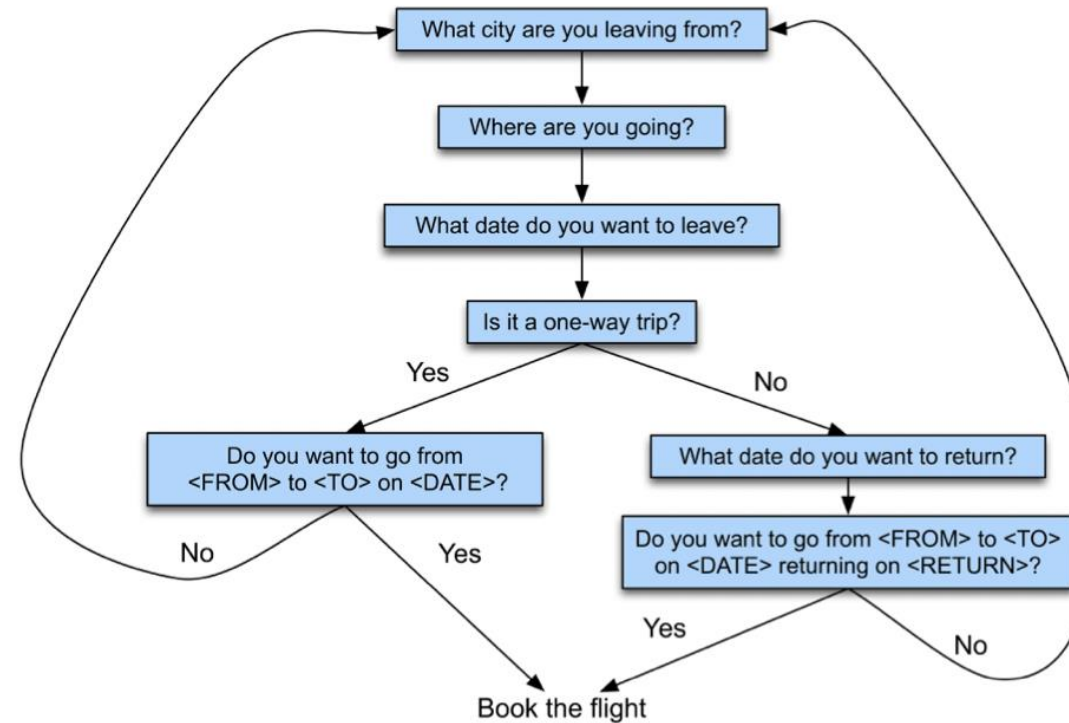 What city are you leaving from?
Where are you going?
What date do you want to leave?
Is it a one-way trip?
Yes
No
Do you want to go from
<FROM> to <TO> on <DATE>?
What date do you want to return?
Do you want to go from <FROM> to <TO>
on <DATE> returning on <RETURN>?
No
Yes
Yes
No
Book the flight